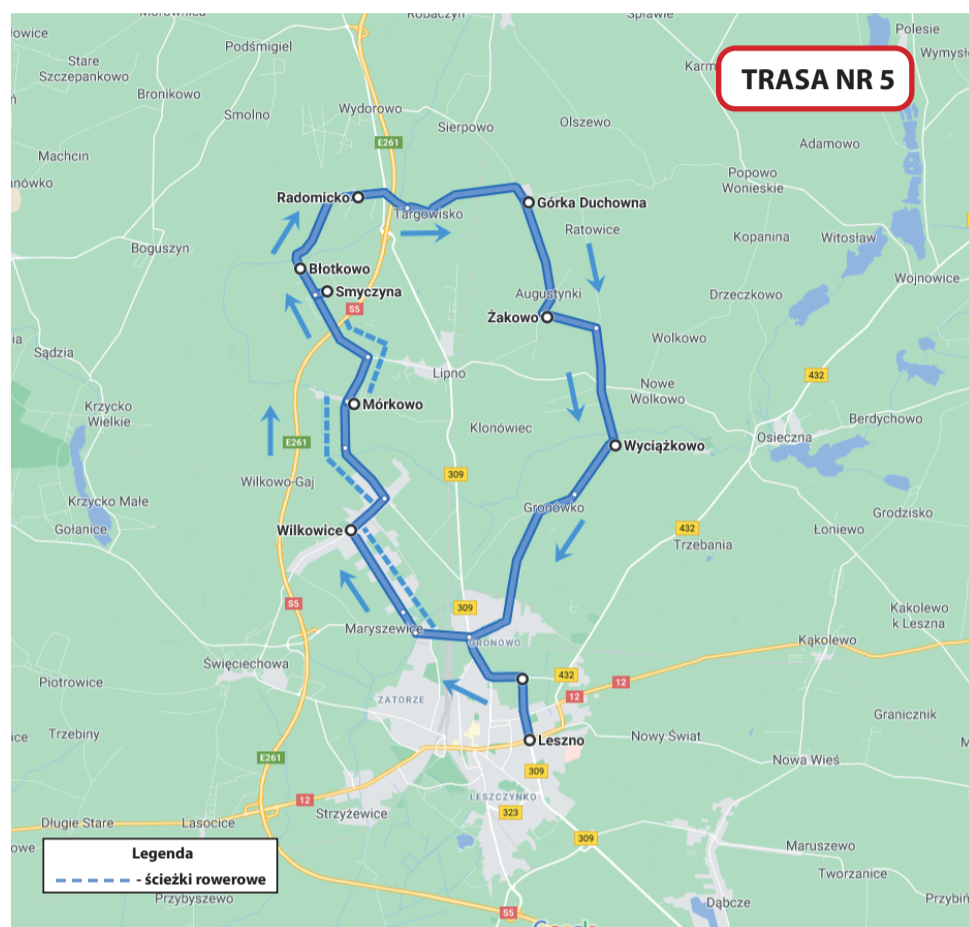 Robaczyn
Spławie
Polesie
Podśmigiel
Wymysł
Stare
Szczepankowo
Karm
TRASA NR 5
Bronikowo
Smolno
Wydorowo
Sierpowo
Olszewo
E261
Adamowo
Machcin
Popowo
Wonieskie
Radomicko
Targowisko
Górka Duchowna
Ratowice
Kopanina
Witosław
Boguszyn
Błotkowo
Wojnowice
Smyczyna
Augustynki
Drzeczkowo
S5
Żakowo
Sądzia
Wolkowo
Lipno
432
Nowe
Wolkowo
Krzycko
Wielkie
Mórkowo
Klonówiec
Berdychowo
Osieczna
E261
Wyciążkowo
309
Wilkowo-Gaj
Krzycko Małe
Gronówko
Grodzisko
Gołanice
Wilkowice
432
Łoniewo
Trzebania
S5
309
Kąkolewo
k Leszna
Maryszewice
GRONOWO
Kąkolewo
Święciechowa
432
12
Piotrowice
12
ZATORZE
Granicznik
Trzebiny
Leszno
Nowy Świat
E261
309
Nowa Wieś
LESZCZYNKO
12
323
Strzyżewice
Długie Stare
Lasocice
309
Maruszewo
Legenda
- ścieżki rowerowe
Tworzanice
Przybyszewo
Dąbcze
Przybiń
S5
Google